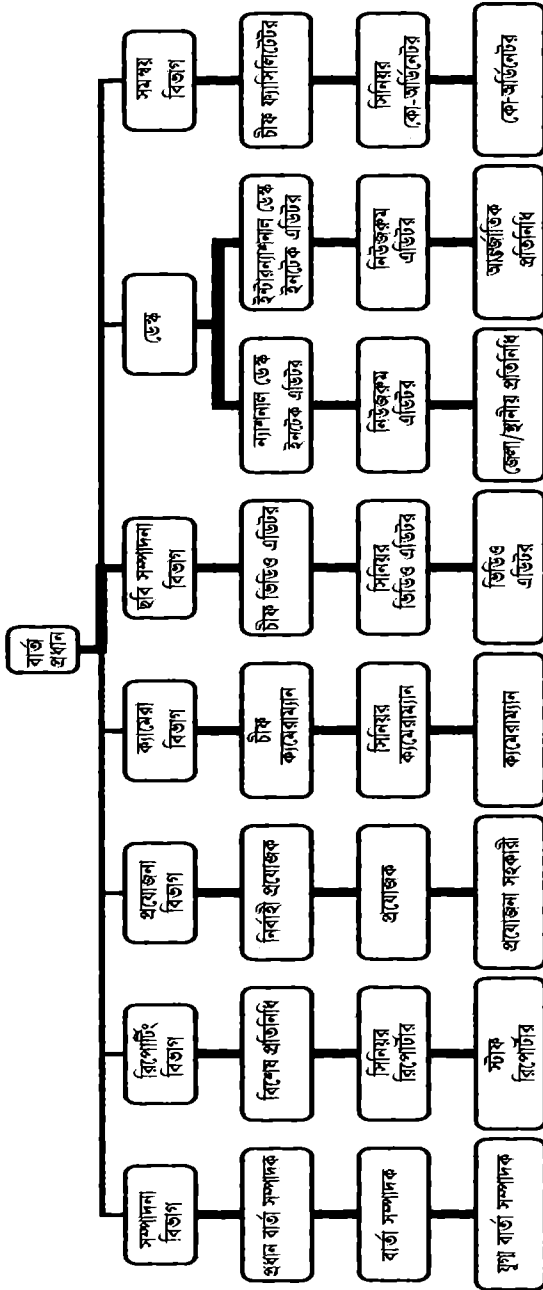 বার্তা
প্রধান
সম্পাদনা
বিভাগ
রিপোর্টিং
বিভাগ
প্রযোজনা
বিভাগ
ক্যামেরা
বিভাগ
ছবি সম্পাদনা
বিভাগ
ডেস্ক
সমন্বয়
বিভাগ
প্রধান বার্তা সম্পাদক
বিশেষ প্রতিনিধি
নির্বাহী প্রযোজক
চীফ
ক্যামেরাম্যান
চীফ ভিডিও এডিটর
ন্যাশনাল ডেস্ক
ইনটেক এডিটর
ইন্টারন্যাশনাল ডেস্ক
ইনটেক এডিটর
চীফ ফ্যাসিলিটেটর
বার্তা সম্পাদক
সিনিয়র
রিপোর্টার
প্রযোজক
সিনিয়র
ক্যামেরাম্যান
সিনিয়র
ভিডিও এডিটর
নিউজরুম
এডিটর
নিউজরুম
এডিটর
সিনিয়র
কো-অর্ডিনেটর
যুগ্ম বার্তা সম্পাদক
স্টাফ
রিপোর্টার
প্রযোজনা সহকারী
ক্যামেরাম্যান
ভিডিও
এডিটর
জেলা/স্থানীয় প্রতিনিধি
আন্তর্জাতিক
প্রতিনিধি
কো-অর্ডিনেটর